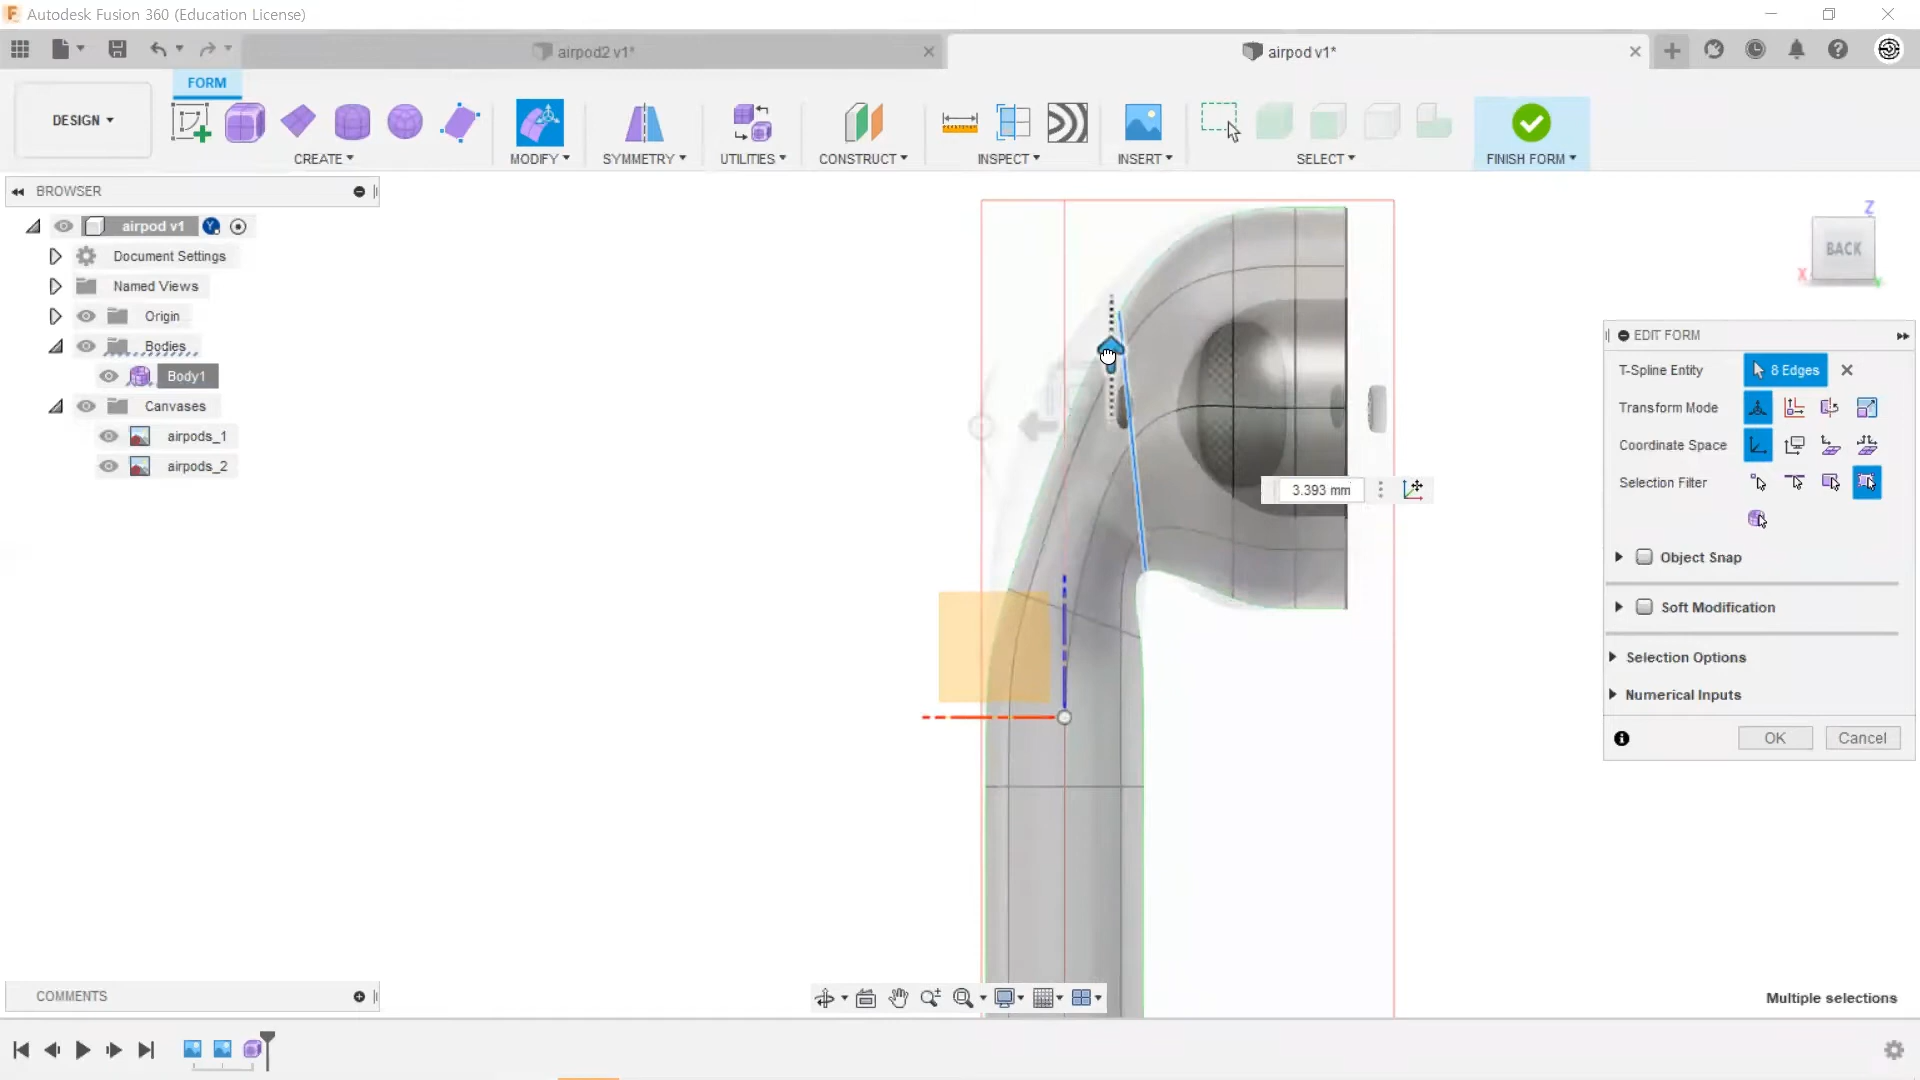 Autodesk Fusion 360 (Education License)
airpod2 v1*
airpod v1*
FORM
DESIGN
CREATE
MODIFY
SYMMETRY
UTILITIES
CONSTRUCT
INSPECT
INSERT
SELECT
FINISH FORM
BROWSER
airpod v1
Document Settings
Named Views
Origin
Bodies
Body1
Canvases
airpods_1
airpods_2
Z
BACK
X
Y
3.393 mm
EDIT FORM
T-Spline Entity
8 Edges
Transform Mode
Coordinate Space
Selection Filter
Object Snap
Soft Modification
Selection Options
Numerical Inputs
OK
Cancel
COMMENTS
Multiple selections